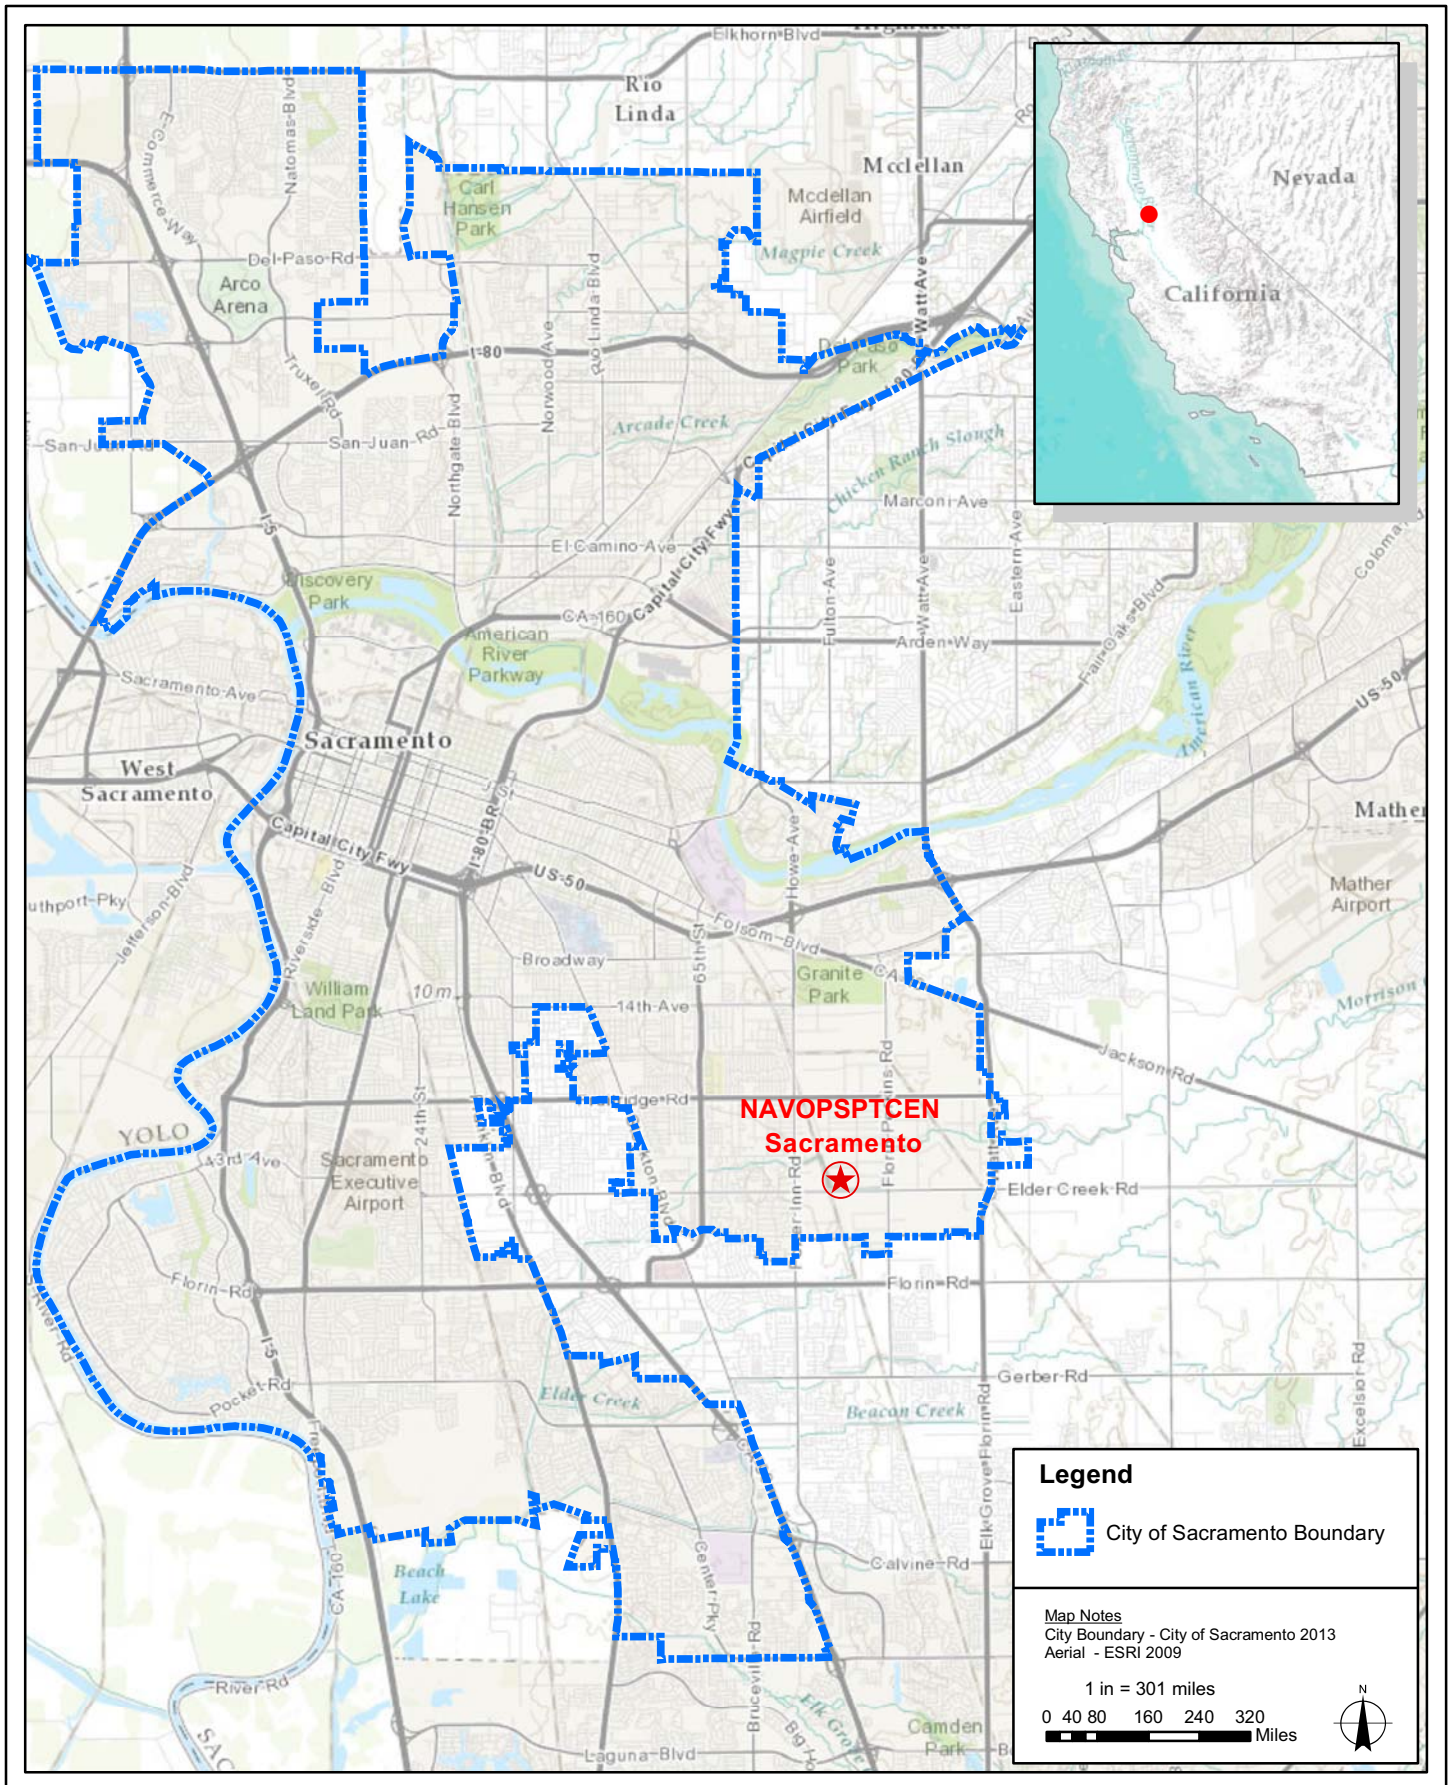 Elkhorn Blvd
Rio
Linda
Natomas-Blvd
E-Commerce-Way
Mcclellan
Carl
Hansen
Park
Mcclellan
Airfield
Magpie Creek
Del-Paso-Rd
Arco
Arena
Rio-Linda-Blvd
Norwood-Ave
Watt-Ave
I-80
Park
Truxel-Rd
Northgate-Blvd
Arcade Creek
San-Juan-Rd
Chicken Ranch Slough
Marconi-Ave
I-5
Capital-City-Fwy
El-Camino-Ave
Eastern-Ave
Fulton-Ave
Watt-Ave
Discovery
Park
CA-160
Arden-Way
Fair-Oaks-Blvd
American
River
Parkway
American River
US-50
Sacramento-Ave
Sacramento
West
Sacramento
Capital-City-Fwy
I-80-BR
US-50
Howe-Ave
Mather
Airport
Jefferson-Blvd
Riverside-Blvd
Folsom-Blvd
65th-St
Broadway
Granite
Park
William
Land Park
10 m
14th-Ave
Jackson-Rd
NAVOPSPTCEN
Sacramento
YOLO
43rd Ave
24th-St
Sacramento
Executive
Airport
Elder Creek Rd
Florin-Rd
Florin-Rd
I-5
Pocket-Rd
Elder Creek
Gerber-Rd
Beacon Creek
Elk-Grove-Florin-Rd
Excelsior-Rd
Center-Pky
Calvine-Rd
Beach
Lake
CA-160
River-Rd
Bruceville-Rd
Laguna-Blvd
Camden
Park
Nevada
California
Legend
City of Sacramento Boundary
Map Notes
City Boundary - City of Sacramento 2013
Aerial - ESRI 2009
1 in = 301 miles
0 40 80 160 240 320
Miles
N